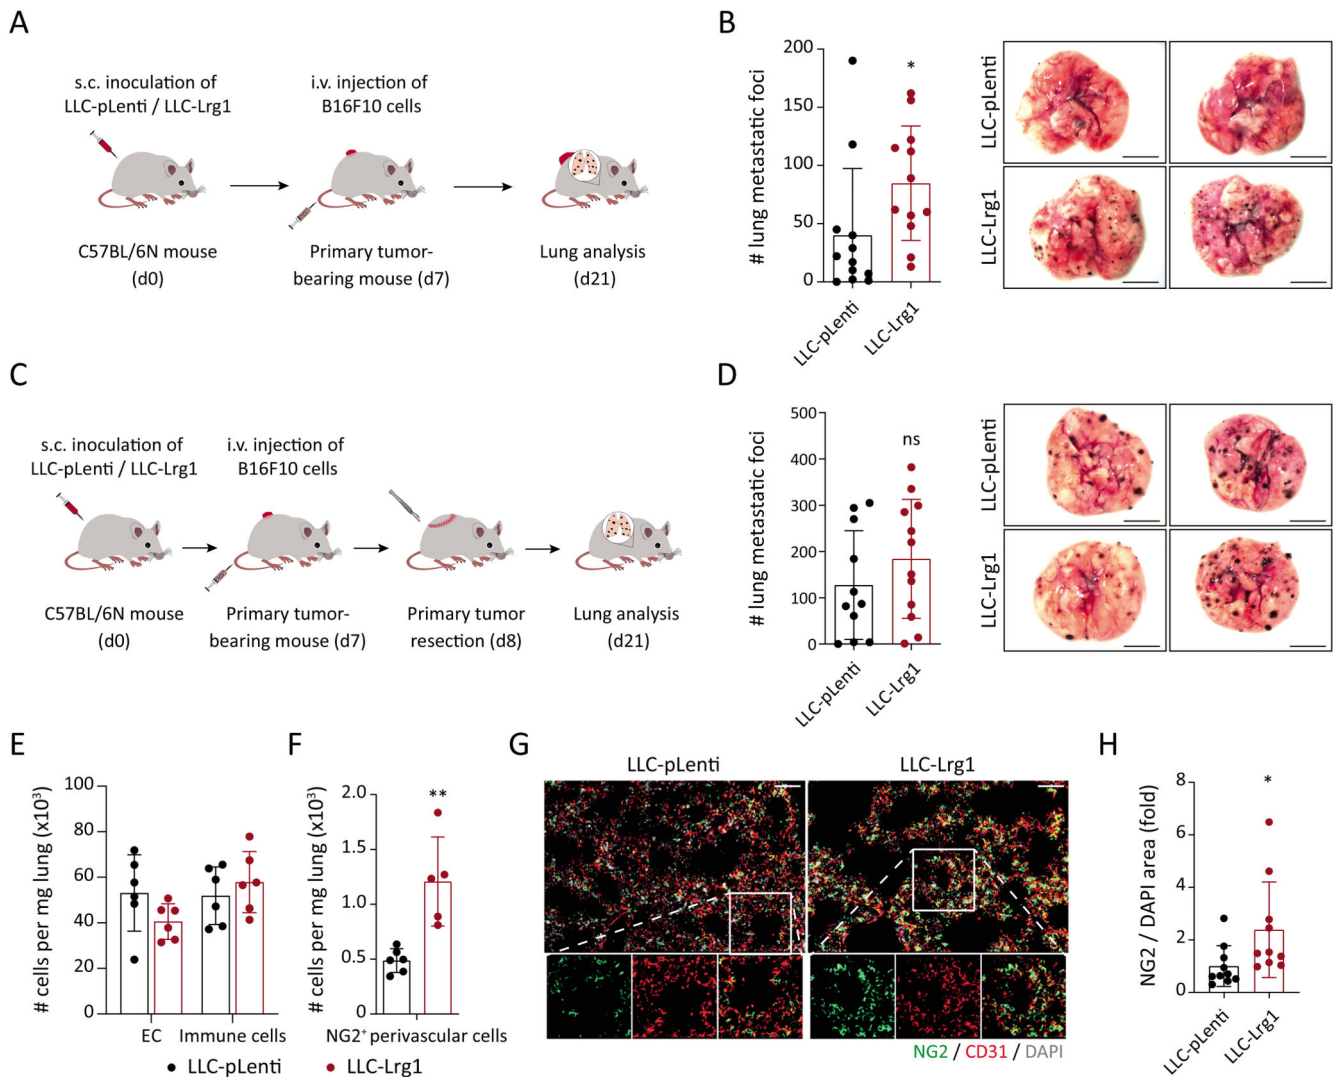 A
s.c. inoculation of
LLC-pLenti / LLC-Lrg1
i.v. injection of
B16F10 cells
C57BL/6N mouse
(d0)
Primary tumor-
bearing mouse (d7)
Lung analysis
(d21)
B
# lung metastatic foci
200
150
100
50
0
*
LLC-pLenti
LLC-Lrg1
LLC-pLenti
LLC-Lrg1
C
s.c. inoculation of
LLC-pLenti / LLC-Lrg1
i.v. injection of
B16F10 cells
C57BL/6N mouse
(d0)
Primary tumor-
bearing mouse (d7)
Primary tumor
resection (d8)
Lung analysis
(d21)
D
# lung metastatic foci
500
400
300
200
100
0
ns
LLC-pLenti
LLC-Lrg1
LLC-pLenti
LLC-Lrg1
E
# cells per mg lung (x10³)
100
80
60
40
20
0
EC
Immune cells
F
# cells per mg lung (x10³)
2.0
1.5
1.0
0.5
0
**
NG2⁺ perivascular cells
LLC-pLenti
LLC-Lrg1
G
LLC-pLenti
LLC-Lrg1
NG2 / CD31 / DAPI
H
NG2 / DAPI area (fold)
8
6
4
2
0
*
LLC-pLenti
LLC-Lrg1